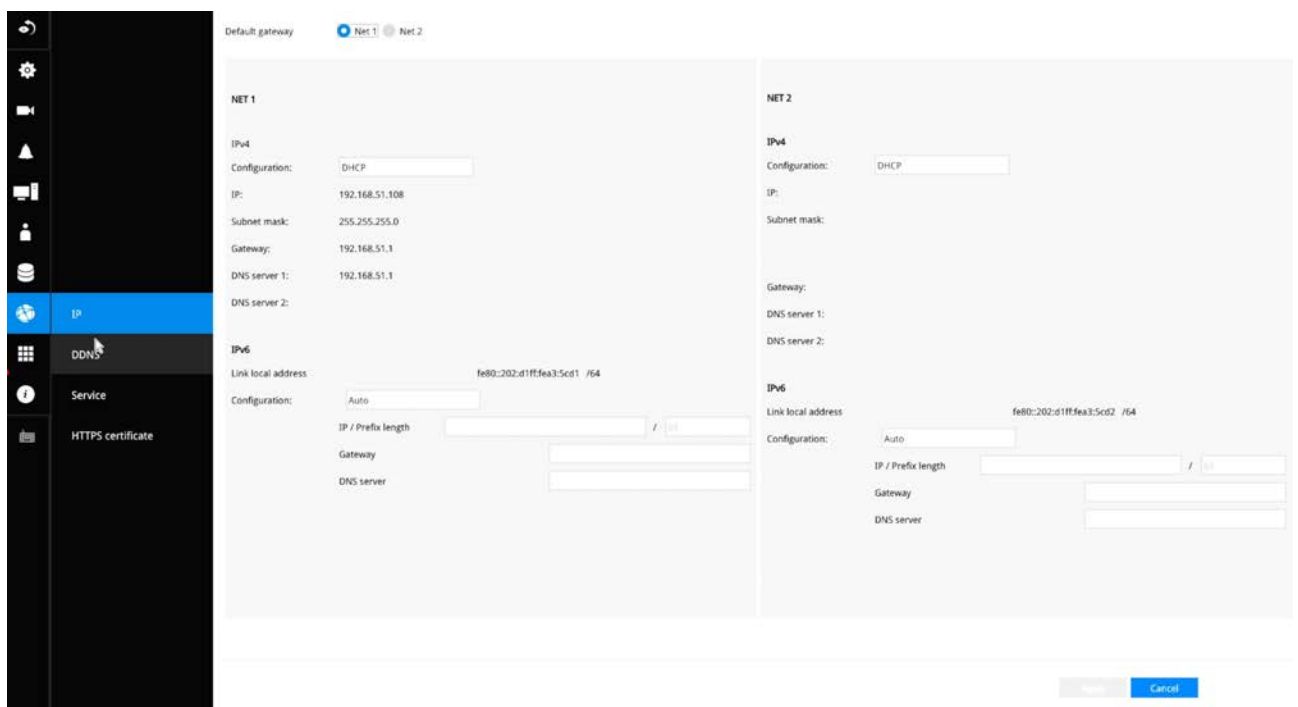 Default gateway Net 1 Net 2
NET 1
IPv4
Configuration: DHCP
IP: 192.168.51.108
Subnet mask: 255.255.255.0
Gateway: 192.168.51.1
DNS server 1: 192.168.51.1
DNS server 2:
IPv6
Link local address fe80::202:d1ff:fea3:5cd1 /64
Configuration: Auto
IP / Prefix length /
Gateway
DNS server
NET 2
IPv4
Configuration: DHCP
IP:
Subnet mask:
Gateway:
DNS server 1:
DNS server 2:
IPv6
Link local address fe80::202:d1ff:fea3:5cd2 /64
Configuration: Auto
IP / Prefix length /
Gateway
DNS server
IP
DDNS
Service
HTTPS certificate
Cancel